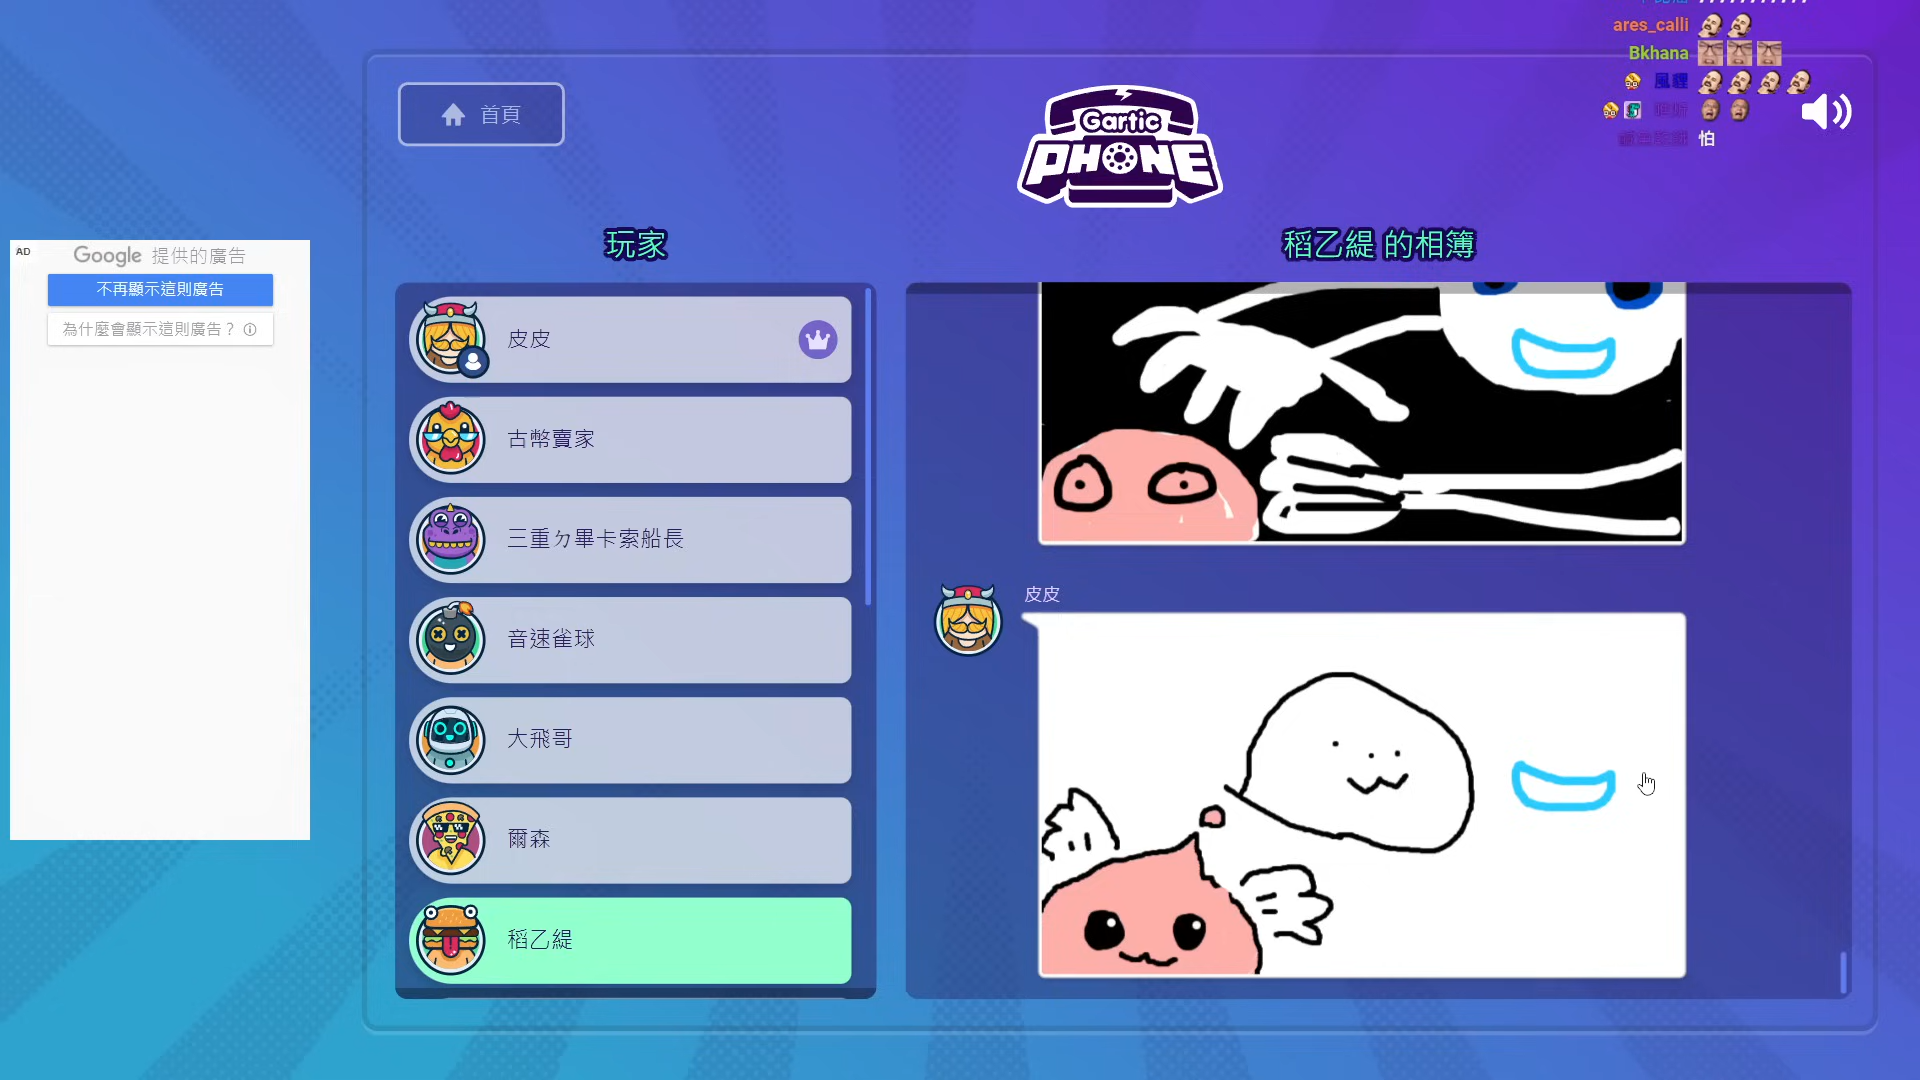 ares_calli
Bkhana
風貍
怕
首頁
Gartic
PHONE
玩家
稻乙緹 的相簿
AD
Google 提供的廣告
不再顯示這則廣告
為什麼會顯示這則廣告？
皮皮
古幣賣家
三重ㄉ畢卡索船長
音速雀球
大飛哥
爾森
稻乙緹
皮皮